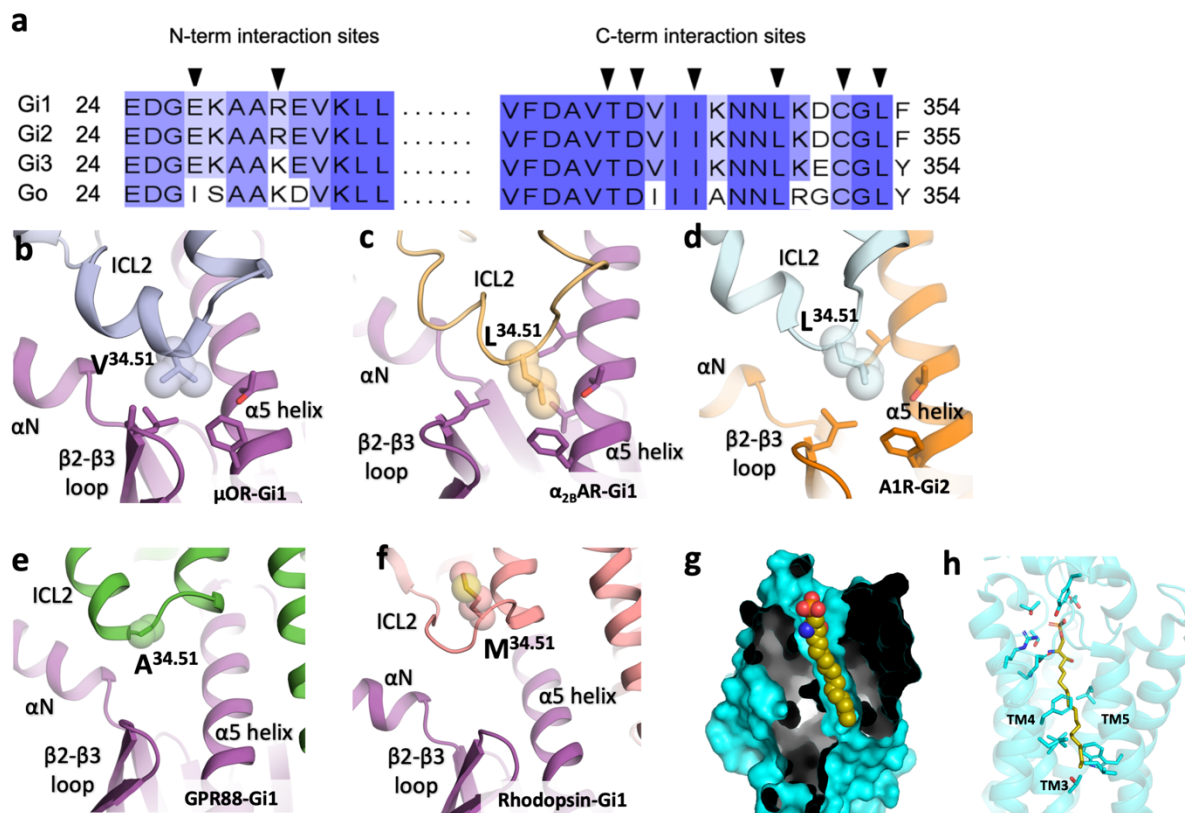 a
N-term interaction sites
C-term interaction sites
Gi1 24 EDGEKAAREVKLL ...... VFDAVTDVIIKNNLKDCGLF 354
Gi2 24 EDGEKAAREVKLL ...... VFDAVTDVIIKNNLKDCGLF 355
Gi3 24 EDGEKAAKEVKLL ...... VFDAVTDVIIKNNLKECGLY 354
Go 24 EDGISAAKDVKLL ...... VFDAVTDIIIANNLRGCGLY 354
b
ICL2
V34.51
αN
α5 helix
β2-β3
loop
µOR-Gi1
c
ICL2
L34.51
αN
β2-β3
loop
α5 helix
α2BAR-Gi1
d
ICL2
L34.51
αN
α5 helix
β2-β3
loop
A1R-Gi2
e
ICL2
A34.51
αN
β2-β3
loop
α5 helix
GPR88-Gi1
f
ICL2
M34.51
αN
α5 helix
β2-β3
loop
Rhodopsin-Gi1
g
h
TM4
TM5
TM3